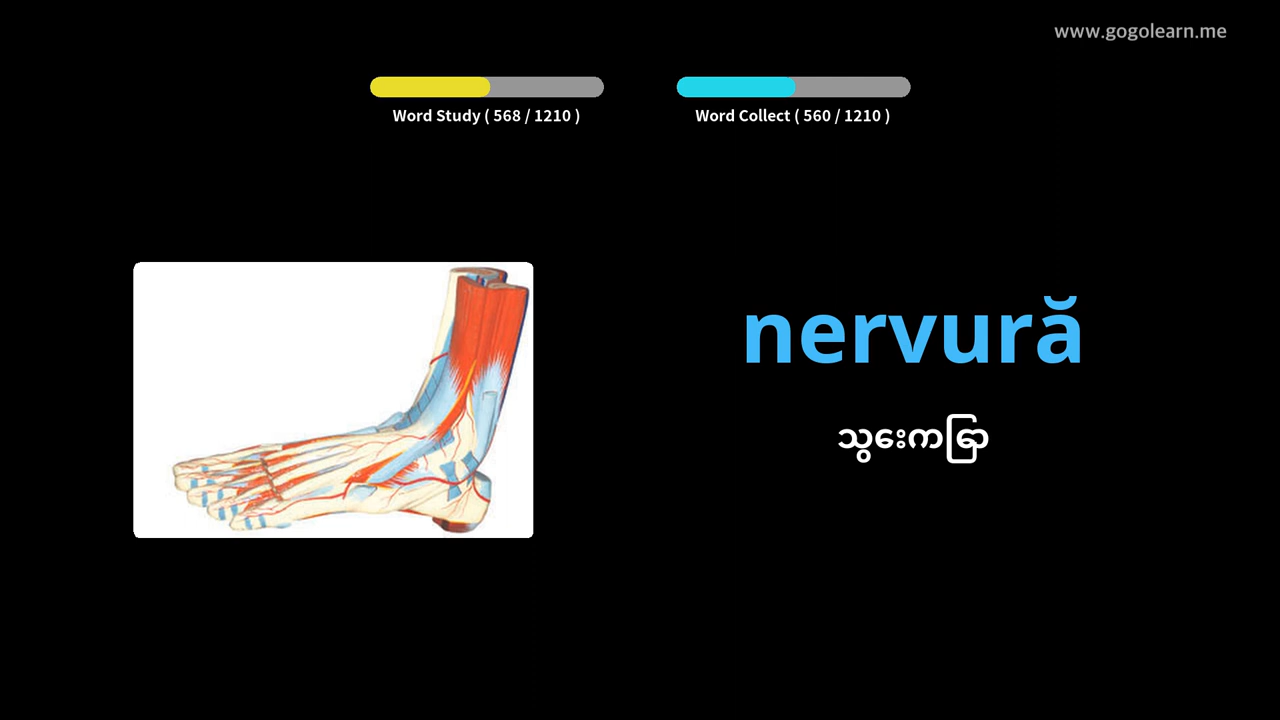 www.gogolearn.me
Word Study ( 568 / 1210 )
Word Collect ( 560 / 1210 )
nervură
သွေးကြော